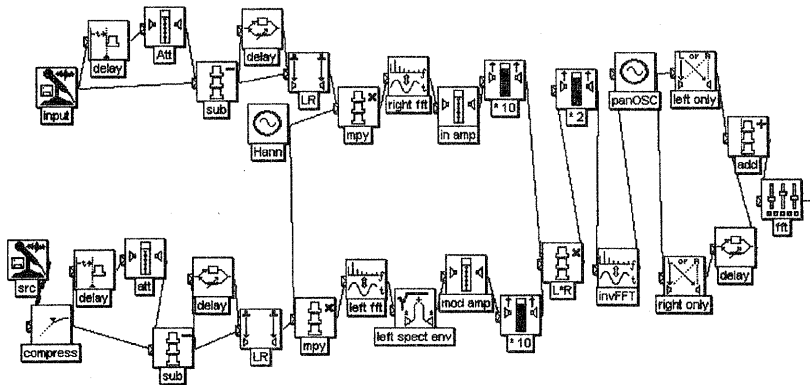 delay
Att
delay
panOSC
left only
input
sub
LR
mpy
right fft
in amp
* 10
* 2
Hann
add
fft
src
delay
att
delay
left fft
mod amp
L*R
invFFT
right only
delay
compress
sub
LR
mpy
left spect env
* 10